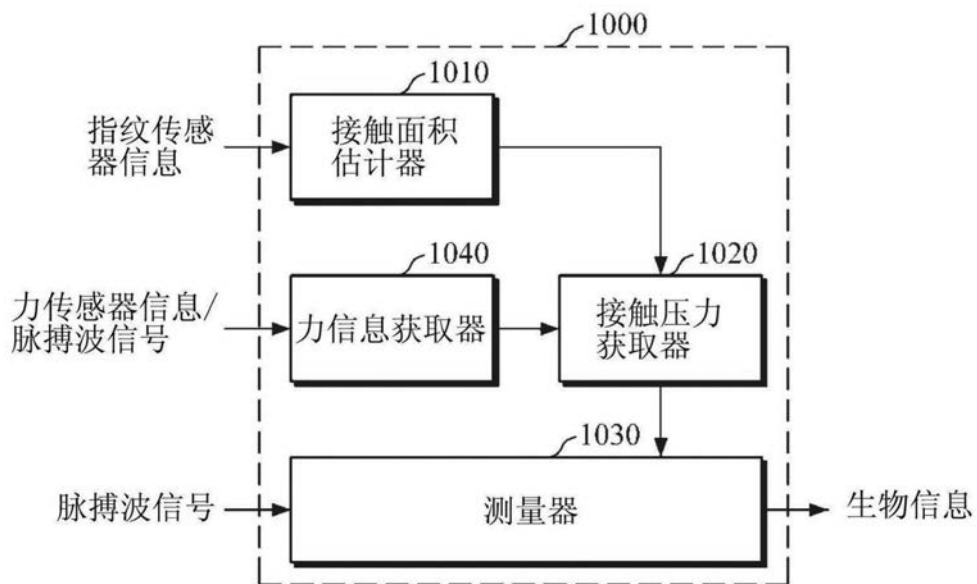 1000
1010
指纹传感
器信息
接触面积
估计器
1040
1020
力传感器信息/
脉搏波信号
力信息获取器
接触压力
获取器
1030
脉搏波信号
测量器
生物信息